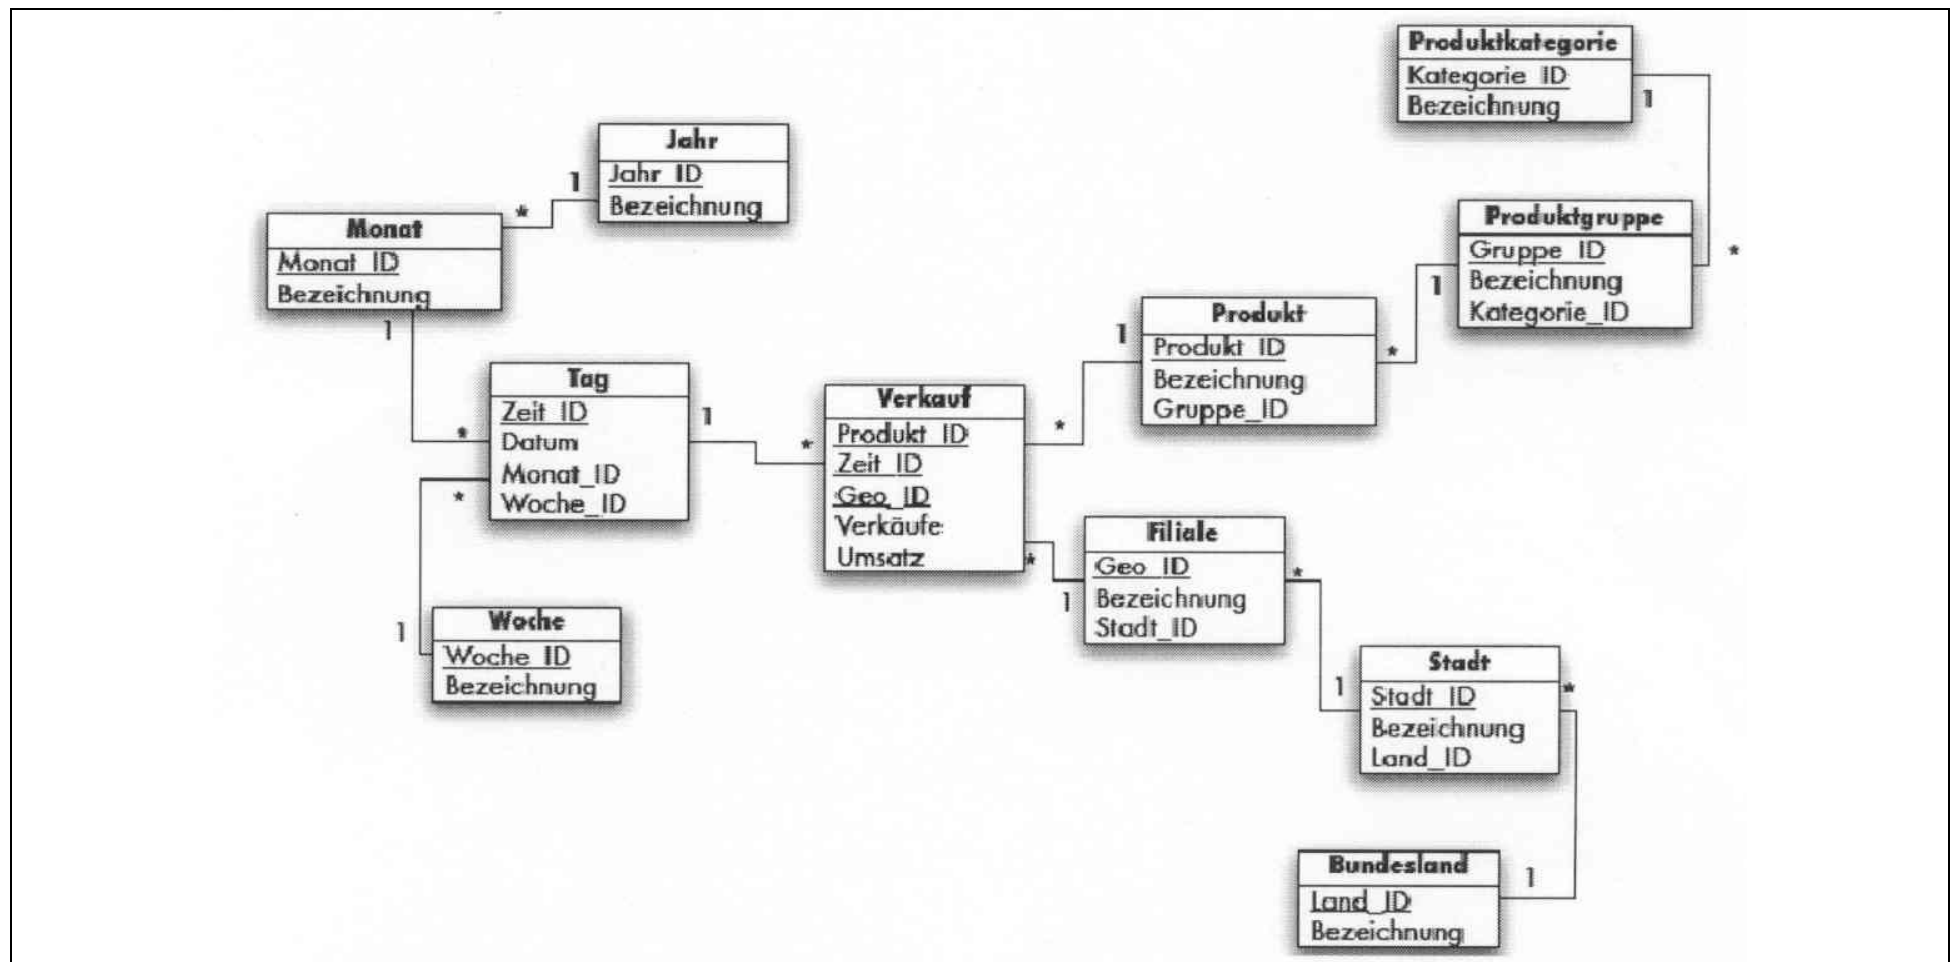 Produktkategorie
Kategorie_ID
Bezeichnung
1
Jahr
Jahr_ID
Bezeichnung
1
*
Monat
Monat_ID
Bezeichnung
1
Produktgruppe
Gruppe_ID
Bezeichnung
Kategorie_ID
*
1
Produkt
Produkt_ID
Bezeichnung
Gruppe_ID
1
*
Tag
Zeit_ID
Datum
Monat_ID
Woche_ID
*
*
1
Verkauf
Produkt_ID
Zeit_ID
Geo_ID
Verkäufe
Umsatz
*
*
*
Filiale
Geo_ID
Bezeichnung
Stadt_ID
1
*
Woche
Woche_ID
Bezeichnung
1
Stadt
Stadt_ID
Bezeichnung
Land_ID
1
*
Bundesland
Land_ID
Bezeichnung
1